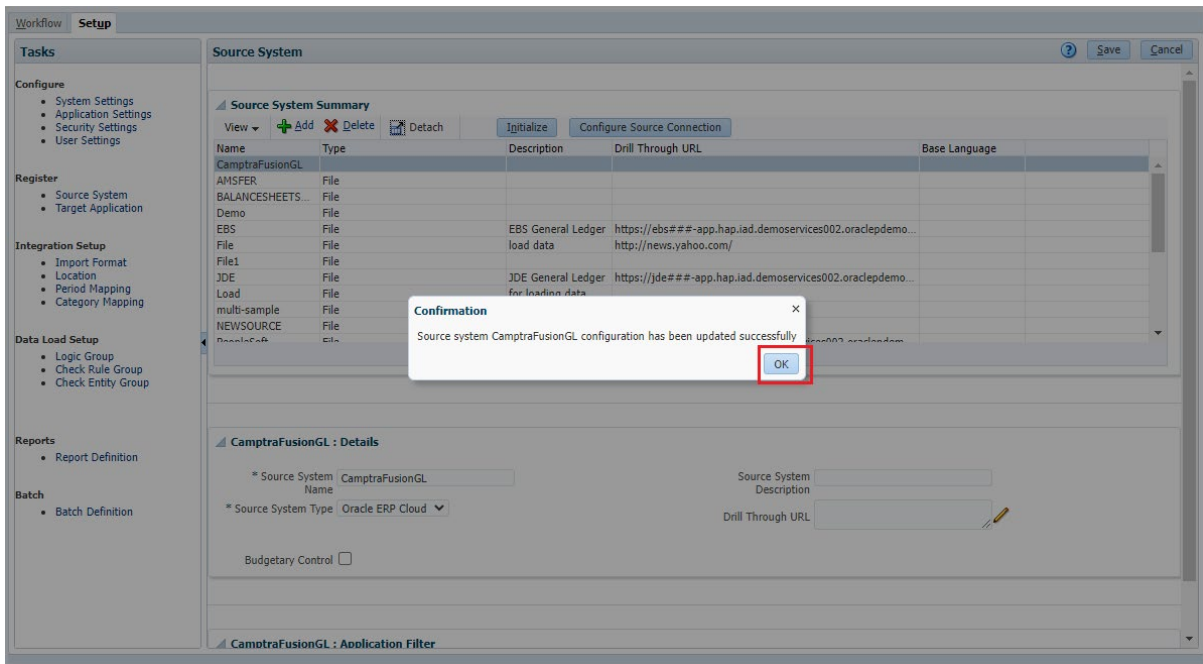 Workflow Setup
Tasks
Source System
Save Cancel
Configure
System Settings
Application Settings
Security Settings
User Settings
Register
Source System
Target Application
Integration Setup
Import Format
Location
Period Mapping
Category Mapping
Data Load Setup
Logic Group
Check Rule Group
Check Entity Group
Reports
Report Definition
Batch
Batch Definition
Source System Summary
View Add Delete Detach Initialize Configure Source Connection
Name Type Description Drill Through URL Base Language
CamptraFusionGL
AMSFER File
BALANCESHEETS... File
Demo File
EBS File EBS General Ledger https://ebs###-app.hap.iad.demoservices002.oraclepdemo...
File File load data http://news.yahoo.com/
File1 File
JDE File JDE General Ledger https://jde###-app.hap.iad.demoservices002.oraclepdemo...
Load File for loading data
multi-sample File
NEWSOURCE File
PeopleSoft File
Confirmation ×
Source system CamptraFusionGL configuration has been updated successfully
OK
CamptraFusionGL : Details
* Source System Name CamptraFusionGL
Source System Description
* Source System Type Oracle ERP Cloud
Drill Through URL
Budgetary Control
CamptraFusionGL : Application Filter